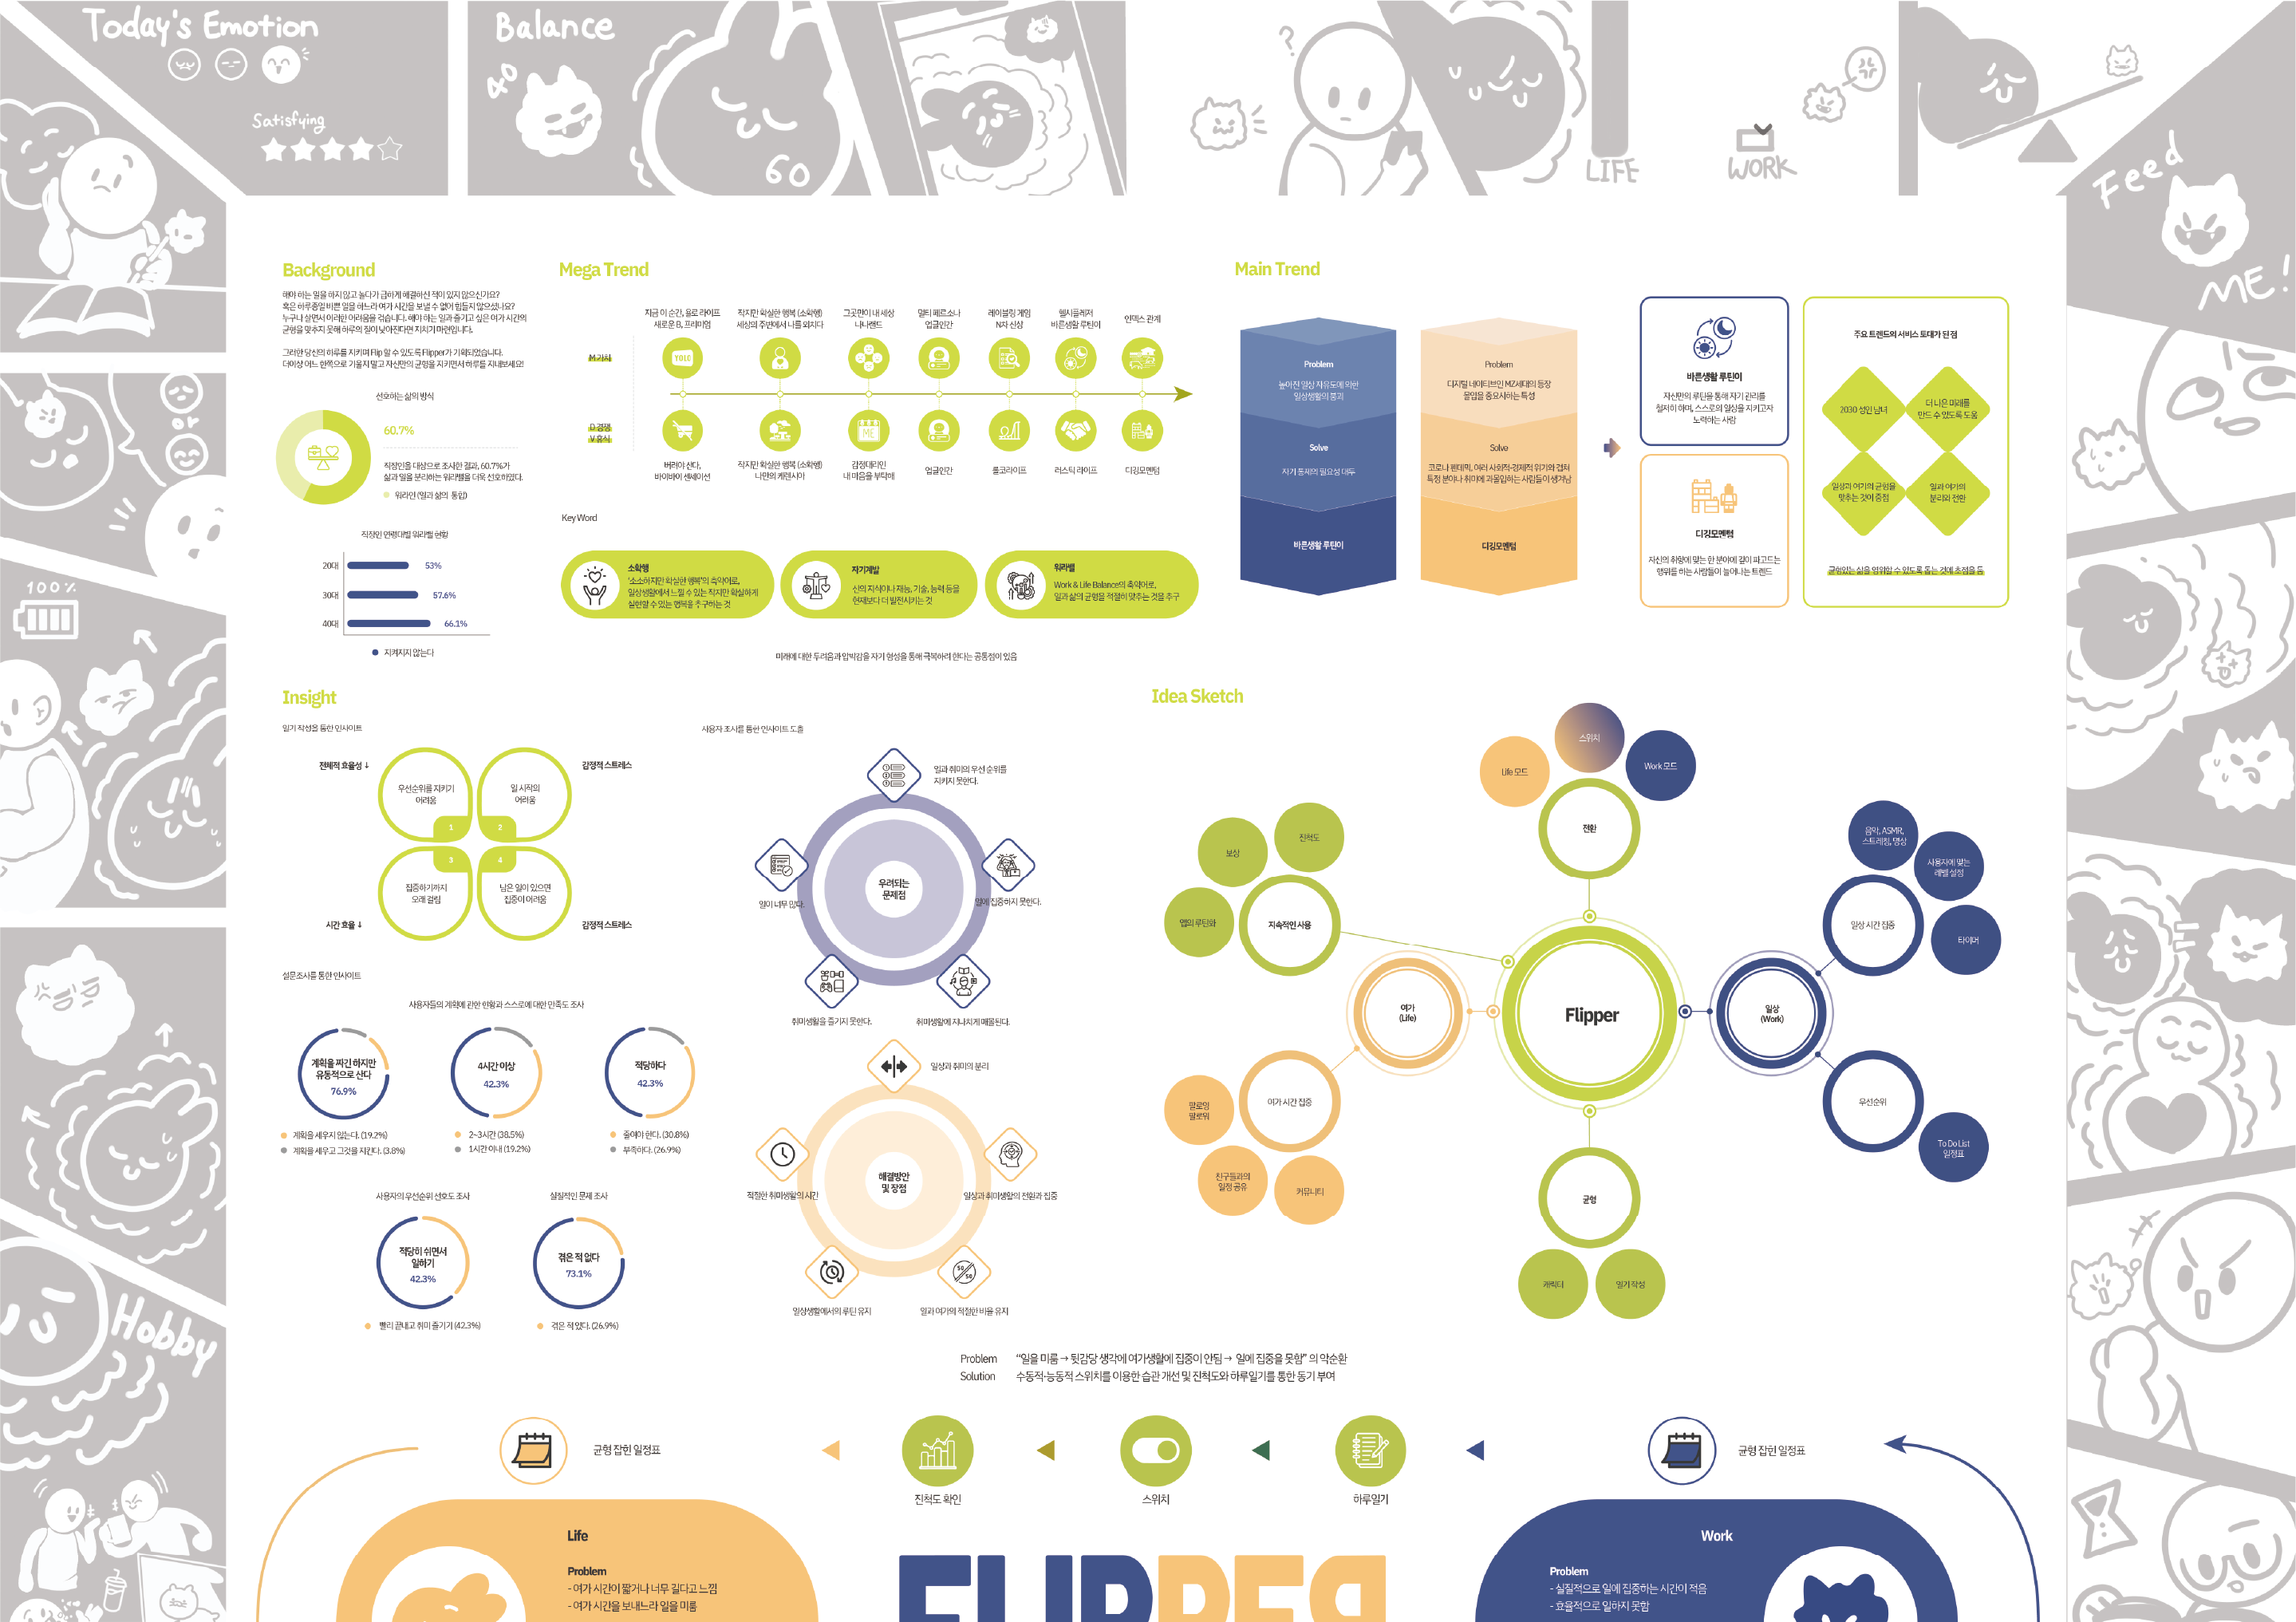 Today's Emotion
Satisfying
Balance
40
60
?
LIFE
WORK
Feed
ME!
100%
or
Hobby
Background
해야 하는 일을 하지 않고 놀다가 급하게 해결하신 적이 있지 않으신가요?
혹은 하루종일 바쁜 일을 하느라 여가 시간을 보낼 수 없어 힘들지 않으셨나요?
누구나 살면서 이러한 어려움을 겪습니다. 해야 하는 일과 즐기고 싶은 여가 시간의
균형을 맞추지 못해 하루의 질이 낮아진다면 지치기 마련입니다.
그러한 당신의 하루를 지키며 Flip 할 수 있도록 Flipper가 기획되었습니다.
더이상 어느 한쪽으로 기울지 말고 자신만의 균형을 지키면서 하루를 지내보세요!
선호하는 삶의 방식
60.7%
직장인을 대상으로 조사한 결과, 60.7%가
삶과 일을 분리하는 워라밸을 더욱 선호하였다.
워라인 (일과 삶의 통합)
직장인 연령대별 워라밸 현황
20대 53%
30대 57.6%
40대 66.1%
지켜지지 않는다
Mega Trend
지금 이 순간, 욜로 라이프
새로운 B, 프리미엄
작지만 확실한 행복 (소확행)
세상의 주변에서 나를 외치다
그곳만이 내 세상
나나랜드
멀티 페르소나
업글인간
레이블링 게임
N차 신상
헬시플레저
바른생활 루틴이
인덱스 관계
M 가치
YOLO
D 경쟁
V 휴식
ME
버려야 산다,
바이바이 센세이션
작지만 확실한 행복 (소확행)
나만의 케렌시아
감정대리인
내 마음을 부탁해
업글인간
롤코라이프
러스틱 라이프
디깅모멘텀
Key Word
소확행
'소소하지만 확실한 행복'의 축약어로,
일상생활에서 느낄 수 있는 작지만 확실하게
실현할 수 있는 행복을 추구하는 것
자기계발
신의 지식이나 재능, 기술, 능력 등을
현재보다 더 발전시키는 것
워라밸
Work & Life Balance의 축약어로,
일과 삶의 균형을 적절히 맞추는 것을 추구
미래에 대한 두려움과 압박감을 자기 형성을 통해 극복하려 한다는 공통점이 있음
Main Trend
Problem
높아진 일상 자유도에 의한
일상생활의 붕괴
Solve
자기 통제의 필요성 대두
바른생활 루틴이
Problem
디지털 네이티브인 MZ세대의 등장
몰입을 중요시하는 특성
Solve
코로나 팬데믹, 여러 사회적·경제적 위기와 겹쳐
특정 분야나 취미에 과몰입하는 사람들이 생겨남
디깅모멘텀
바른생활 루틴이
자신만의 루틴을 통해 자기 관리를
철저히 하며, 스스로의 일상을 지키고자
노력하는 사람
디깅모멘텀
자신의 취향에 맞는 한 분야에 깊이 파고드는
행위를 하는 사람들이 늘어나는 트렌드
주요 트렌드의 서비스 토대가 된 점
2030 성인 남녀
더 나은 미래를
만드 수 있도록 도움
일상과 여가의 균형을
맞추는 것이 중점
일과 여가의
분리와 전환
균형있는 삶을 영위할 수 있도록 돕는 것에 초점을 둠
Insight
일기 작성을 통한 인사이트
전체적 효율성 ↓
우선순위를 지키기
어려움
1
일 시작의
어려움
2
감정적 스트레스
집중하기까지
오래 걸림
3
남은 일이 있으면
집중이 어려움
4
시간 효율 ↓
감정적 스트레스
설문조사를 통한 인사이트
사용자들의 계획에 관한 현황과 스스로에 대한 만족도 조사
계획을 짜긴 하지만
유동적으로 산다
76.9%
계획을 세우지 않는다. (19.2%)
계획을 세우고 그것을 지킨다. (3.8%)
4시간 이상
42.3%
2~3시간 (38.5%)
1시간 이내 (19.2%)
적당하다
42.3%
줄여야 한다. (30.8%)
부족하다. (26.9%)
사용자의 우선순위 선호도 조사
적당히 쉬면서
일하기
42.3%
빨리 끝내고 취미 즐기기 (42.3%)
실질적인 문제 조사
겪은 적 없다
73.1%
겪은 적 있다. (26.9%)
사용자 조사를 통한 인사이트 도출
일과 취미의 우선 순위를
지키지 못한다.
일이 너무 많다.
우려되는
문제점
일에 집중하지 못한다.
취미생활을 즐기지 못한다.
취미생활에 지나치게 매몰된다.
일상과 취미의 분리
적절한 취미생활의 시간
해결방안
및 장점
일상과 취미생활의 전환과 집중
50
50
일상생활에서의 루틴 유지
일과 여가의 적절한 비율 유지
Idea Sketch
스위치
Life 모드
Work 모드
전환
진척도
보상
앱의 루틴화
지속적인 사용
음악, ASMR,
스트레칭, 명상
사용자에 맞는
레벨 설정
타이머
일상 시간 집중
여가
(Life)
Flipper
일상
(Work)
여가 시간 집중
팔로잉
팔로워
친구들과의
일정 공유
커뮤니티
우선순위
To Do List
일정표
균형
캐릭터
일기 작성
Problem “일을 미룸 → 뒷감당 생각에 여가생활에 집중이 안됨 → 일에 집중을 못함” 의 악순환
Solution 수동적-능동적 스위치를 이용한 습관 개선 및 진척도와 하루일기를 통한 동기 부여
균형 잡힌 일정표
진척도 확인
스위치
하루일기
균형 잡힌 일정표
Life
Problem
- 여가 시간이 짧거나 너무 길다고 느낌
- 여가 시간을 보내느라 일을 미룸
FLIPPER
Work
Problem
- 실질적으로 일에 집중하는 시간이 적음
- 효율적으로 일하지 못함